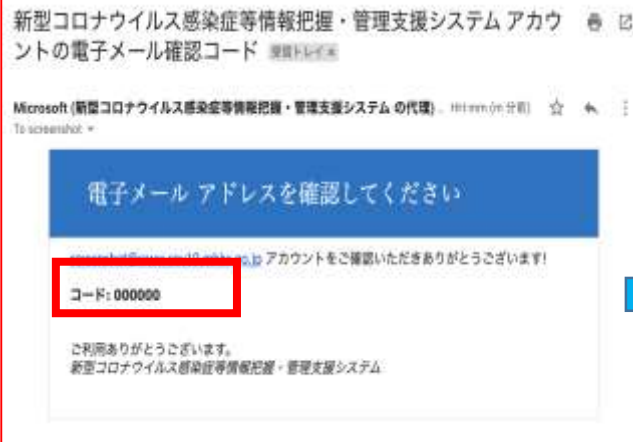 新型コロナウイルス感染症等情報把握・管理支援システム アカウ
ントの電子メール確認コード 受信トレイ×
Microsoft (新型コロナウイルス感染症等情報把握・管理支援システム の代理)
To screenshot
電子メール アドレスを確認してください
アカウントをご確認いただきありがとうございます!
コード: 000000
ご利用ありがとうございます。
新型コロナウイルス感染症等情報把握・管理支援システム